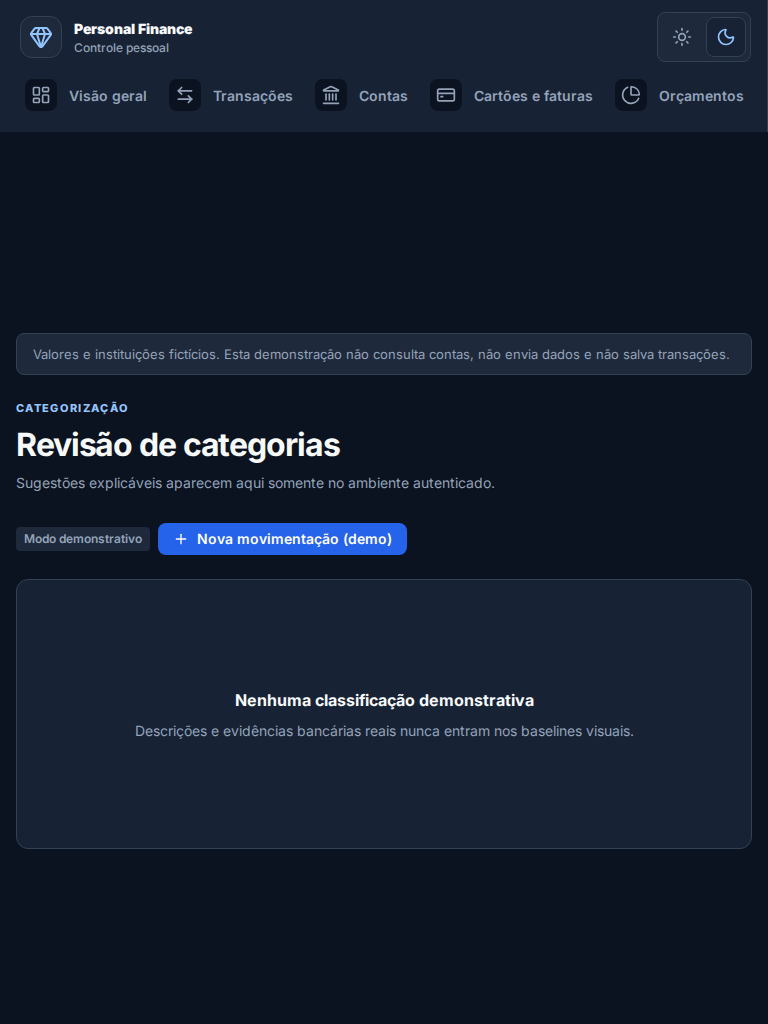 Personal Finance
Controle pessoal
Visão geral
Transações
Contas
Cartões e faturas
Orçamentos
Valores e instituições fictícios. Esta demonstração não consulta contas, não envia dados e não salva transações.
CATEGORIZAÇÃO
Revisão de categorias
Sugestões explicáveis aparecem aqui somente no ambiente autenticado.
Modo demonstrativo
Nova movimentação (demo)
Nenhuma classificação demonstrativa
Descrições e evidências bancárias reais nunca entram nos baselines visuais.